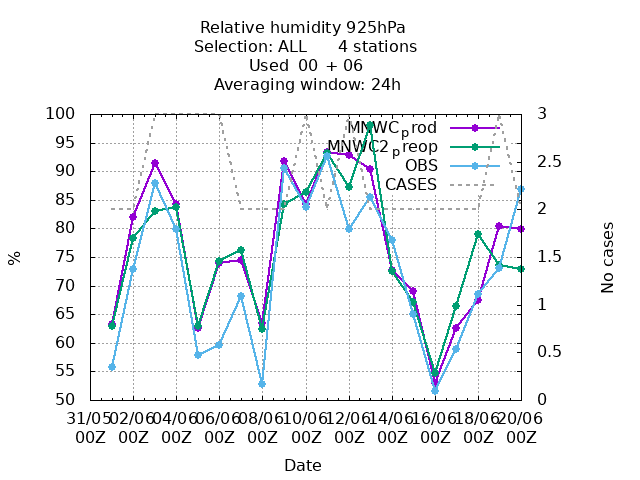 Relative humidity 925hPa
Selection: ALL 4 stations
Used 00 + 06
Averaging window: 24h
100
95
90
85
80
75
70
65
60
55
50
3
2.5
2
1.5
1
0.5
0
%
No cases
MNWC_prod
MNWC2_preop
OBS
CASES
31/05 02/06 04/06 06/06 08/06 10/06 12/06 14/06 16/06 18/06 20/06
00Z 00Z 00Z 00Z 00Z 00Z 00Z 00Z 00Z 00Z 00Z
Date